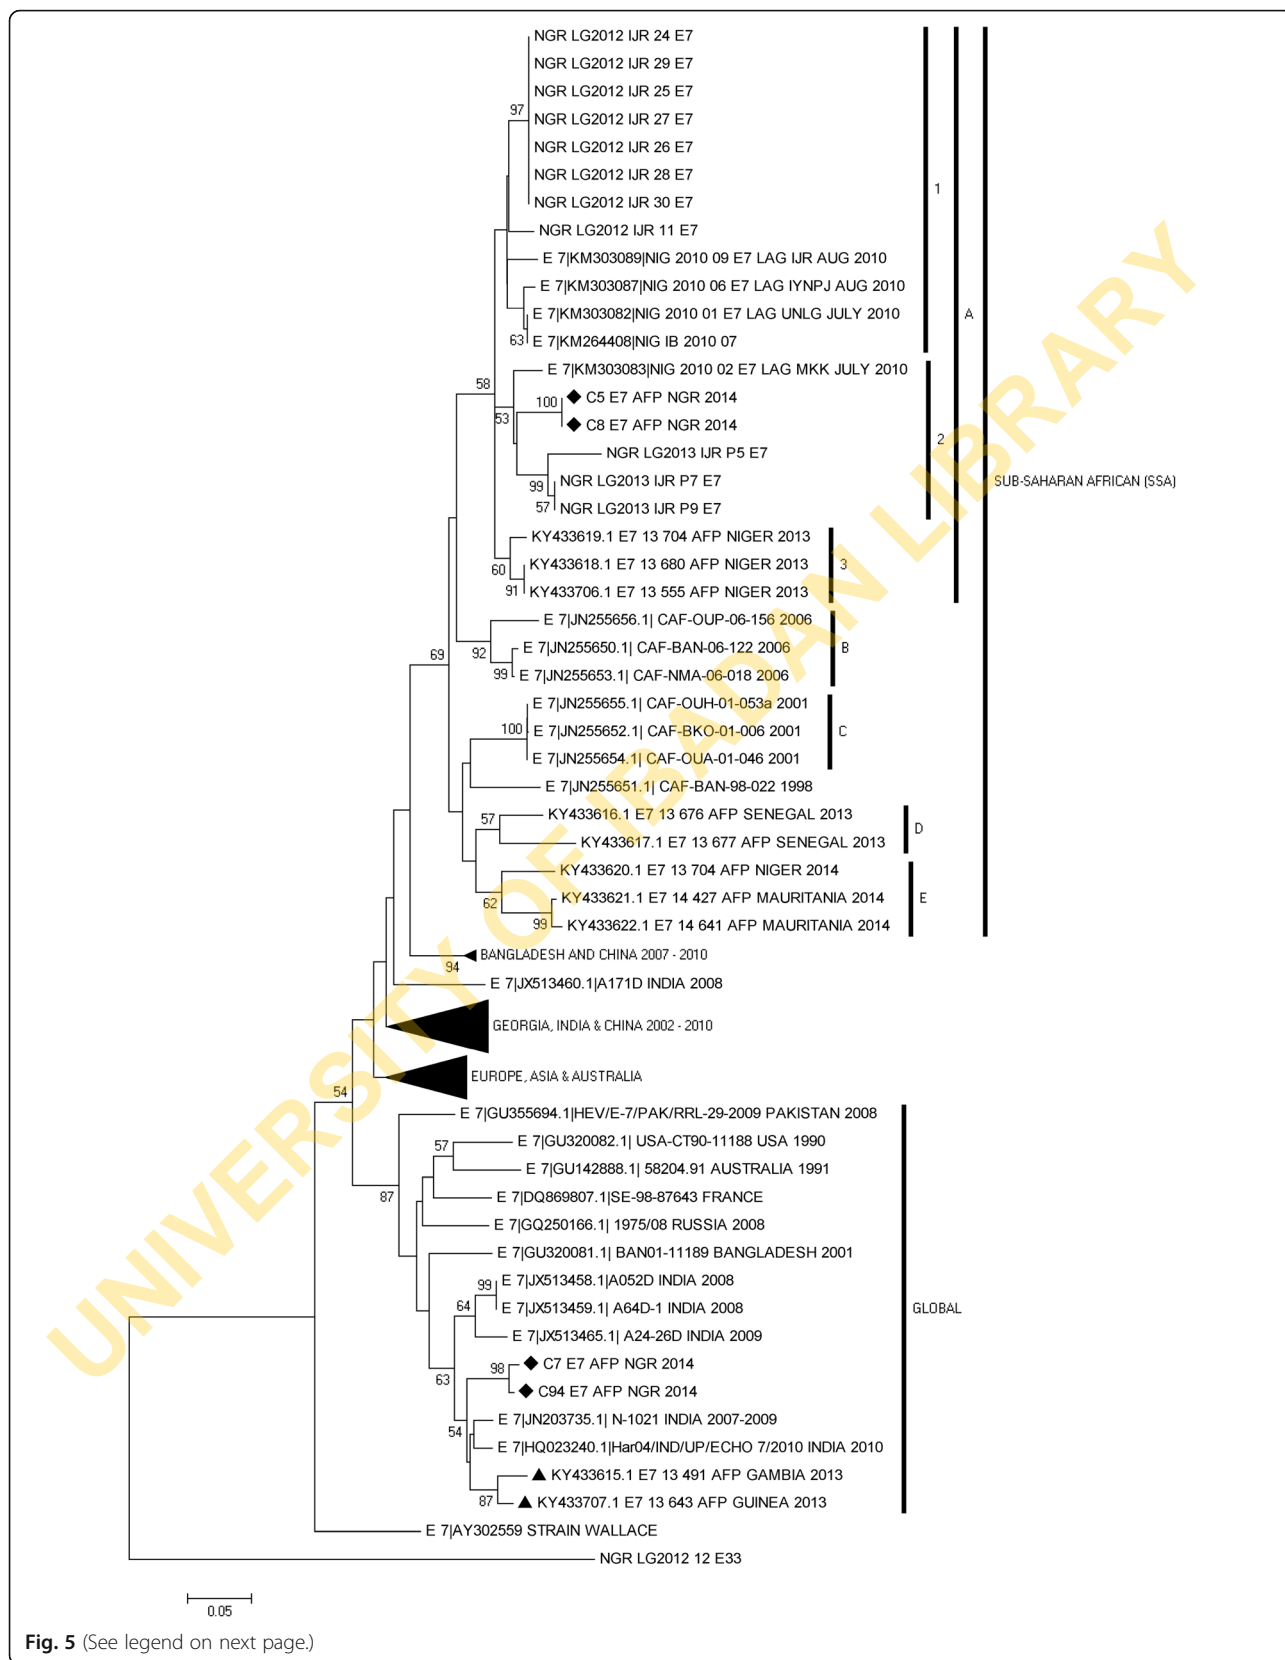 NGR LG2012 IJR 24 E7
NGR LG2012 IJR 29 E7
NGR LG2012 IJR 25 E7
97
NGR LG2012 IJR 27 E7
NGR LG2012 IJR 26 E7
NGR LG2012 IJR 28 E7
1
NGR LG2012 IJR 30 E7
NGR LG2012 IJR 11 E7
E 7|KM303089|NIG 2010 09 E7 LAG IJR AUG 2010
E 7|KM303087|NIG 2010 06 E7 LAG IYNPJ AUG 2010
E 7|KM303082|NIG 2010 01 E7 LAG UNLG JULY 2010
A
63
E 7|KM264408|NIG IB 2010 07
E 7|KM303083|NIG 2010 02 E7 LAG MKK JULY 2010
58
100
C5 E7 AFP NGR 2014
53
C8 E7 AFP NGR 2014
2
NGR LG2013 IJR P5 E7
NGR LG2013 IJR P7 E7
SUB-SAHARAN AFRICAN (SSA)
99
57
NGR LG2013 IJR P9 E7
KY433619.1 E7 13 704 AFP NIGER 2013
KY433618.1 E7 13 680 AFP NIGER 2013
3
60
91
KY433706.1 E7 13 555 AFP NIGER 2013
E 7|JN255656.1| CAF-OUP-06-156 2006
E 7|JN255650.1| CAF-BAN-06-122 2006
B
69
92
99
E 7|JN255653.1| CAF-NMA-06-018 2006
E 7|JN255655.1| CAF-OUH-01-053a 2001
100
E 7|JN255652.1| CAF-BKO-01-006 2001
C
E 7|JN255654.1| CAF-OUA-01-046 2001
E 7|JN255651.1| CAF-BAN-98-022 1998
KY433616.1 E7 13 676 AFP SENEGAL 2013
57
D
KY433617.1 E7 13 677 AFP SENEGAL 2013
KY433620.1 E7 13 704 AFP NIGER 2014
62
KY433621.1 E7 14 427 AFP MAURITANIA 2014
E
99
KY433622.1 E7 14 641 AFP MAURITANIA 2014
BANGLADESH AND CHINA 2007 - 2010
94
E 7|JX513460.1|A171D INDIA 2008
GEORGIA, INDIA & CHINA 2002 - 2010
EUROPE, ASIA & AUSTRALIA
54
E 7|GU355694.1|HEV/E-7/PAK/RRL-29-2009 PAKISTAN 2008
E 7|GU320082.1| USA-CT90-11188 USA 1990
57
E 7|GU142888.1| 58204.91 AUSTRALIA 1991
87
E 7|DQ869807.1|SE-98-87643 FRANCE
E 7|GQ250166.1| 1975/08 RUSSIA 2008
E 7|GU320081.1| BAN01-11189 BANGLADESH 2001
99
E 7|JX513458.1|A052D INDIA 2008
64
E 7|JX513459.1| A64D-1 INDIA 2008
GLOBAL
E 7|JX513465.1| A24-26D INDIA 2009
98
C7 E7 AFP NGR 2014
63
C94 E7 AFP NGR 2014
E 7|JN203735.1| N-1021 INDIA 2007-2009
54
E 7|HQ023240.1|Har04/IND/UP/ECHO 7/2010 INDIA 2010
KY433615.1 E7 13 491 AFP GAMBIA 2013
87
KY433707.1 E7 13 643 AFP GUINEA 2013
E 7|AY302559 STRAIN WALLACE
NGR LG2012 12 E33
0.05
Fig. 5 (See legend on next page.)
UNIVERSITY OF IBADAN LIBRARY